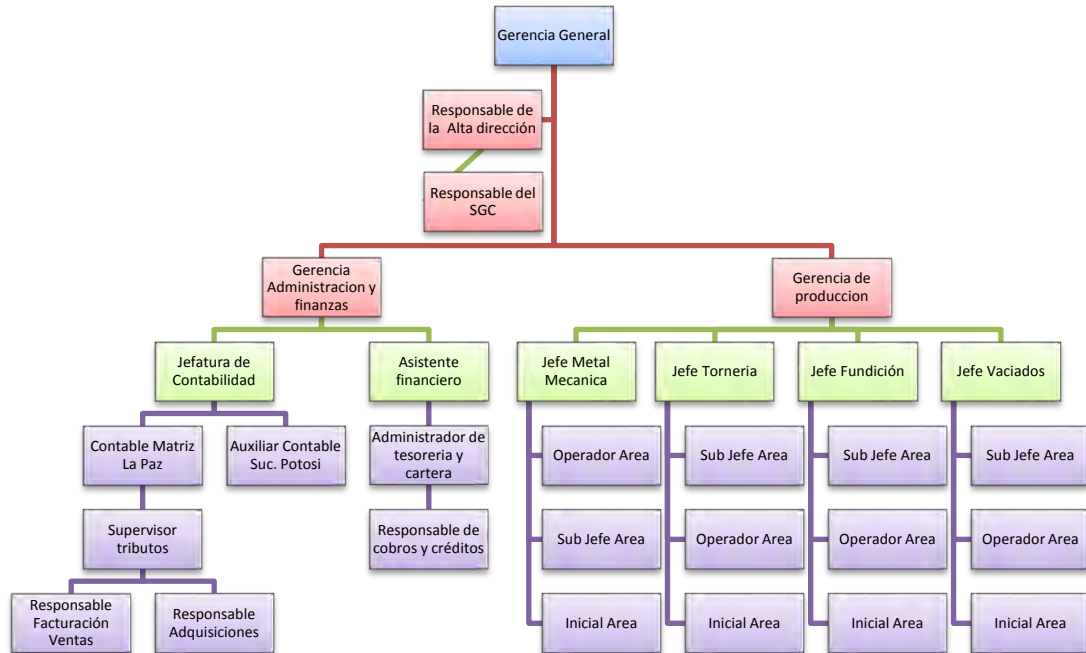 Gerencia General
Responsable de
la Alta dirección
Responsable del
SGC
Gerencia
Administracion y
finanzas
Gerencia de
produccion
Jefatura de
Contabilidad
Asistente
financiero
Jefe Metal
Mecanica
Jefe Torneria
Jefe Fundición
Jefe Vaciados
Contable Matriz
La Paz
Auxiliar Contable
Suc. Potosi
Administrador de
tesoreria y
cartera
Operador Area
Sub Jefe Area
Sub Jefe Area
Sub Jefe Area
Supervisor
tributos
Responsable de
cobros y créditos
Sub Jefe Area
Operador Area
Operador Area
Operador Area
Responsable
Facturación
Ventas
Responsable
Adquisiciones
Inicial Area
Inicial Area
Inicial Area
Inicial Area